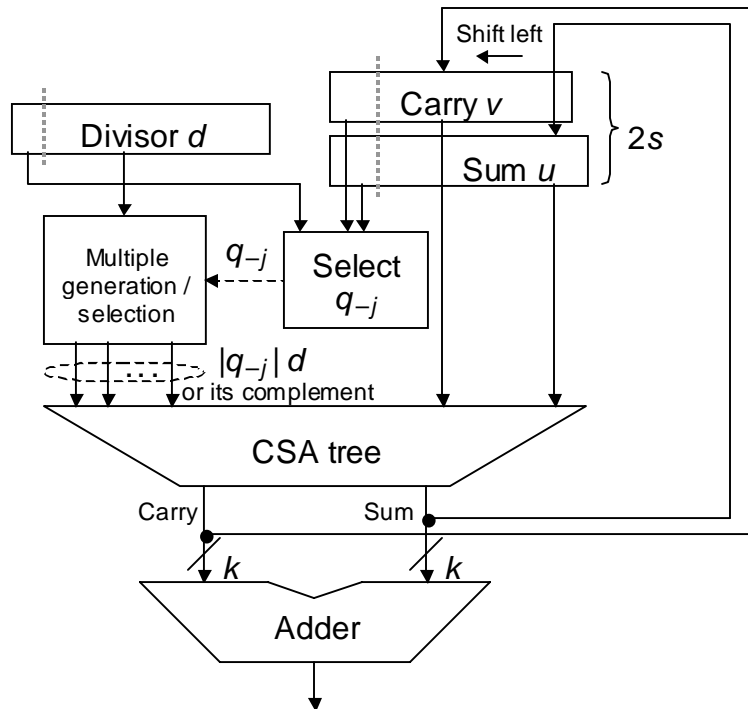 Shift left
Carry v
Divisor d
2s
Sum u
Multiple
generation /
selection
q–j
Select
q–j
. . .
|q–j| d
or its complement
CSA tree
Carry
Sum
k
k
Adder